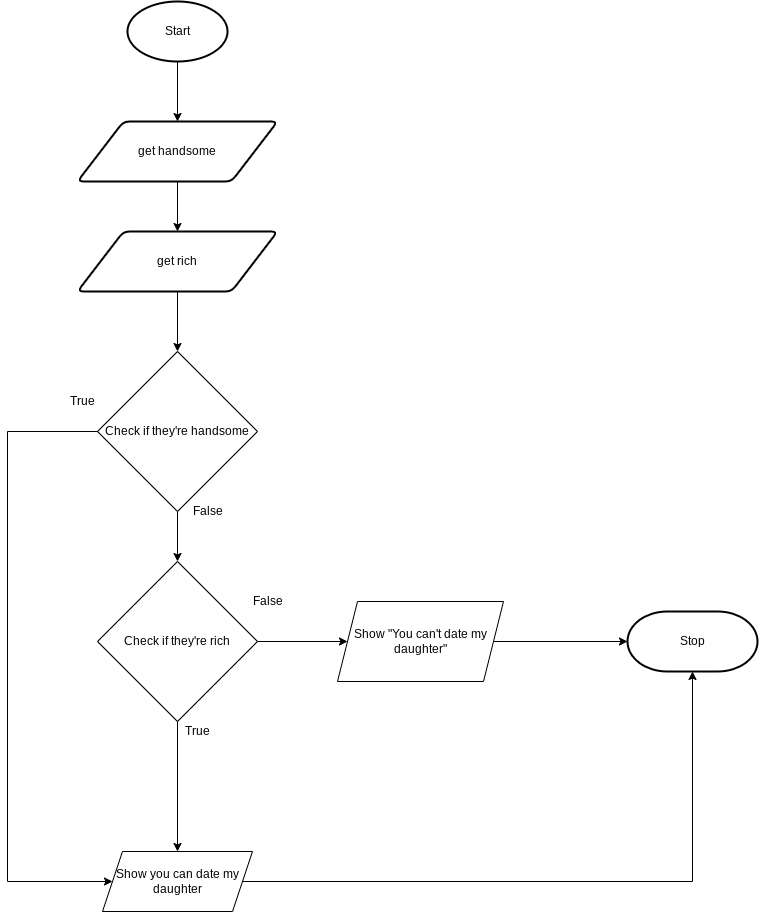 Start
get handsome
get rich
True
Check if they're handsome
False
Check if they're rich
False
Show "You can't date my
daughter"
Stop
True
Show you can date my
daughter